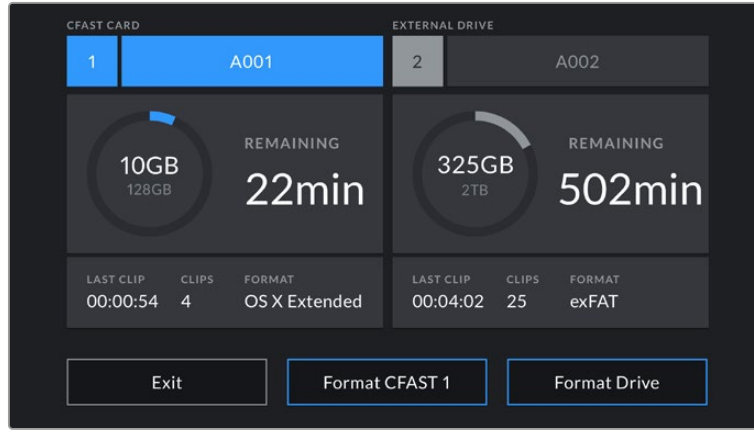 CFAST CARD
1 A001
10GB
128GB
REMAINING
22min
LAST CLIP CLIPS FORMAT
00:00:54 4 OS X Extended
EXTERNAL DRIVE
2 A002
325GB
2TB
REMAINING
502min
LAST CLIP CLIPS FORMAT
00:04:02 25 exFAT
Exit Format CFAST 1 Format Drive